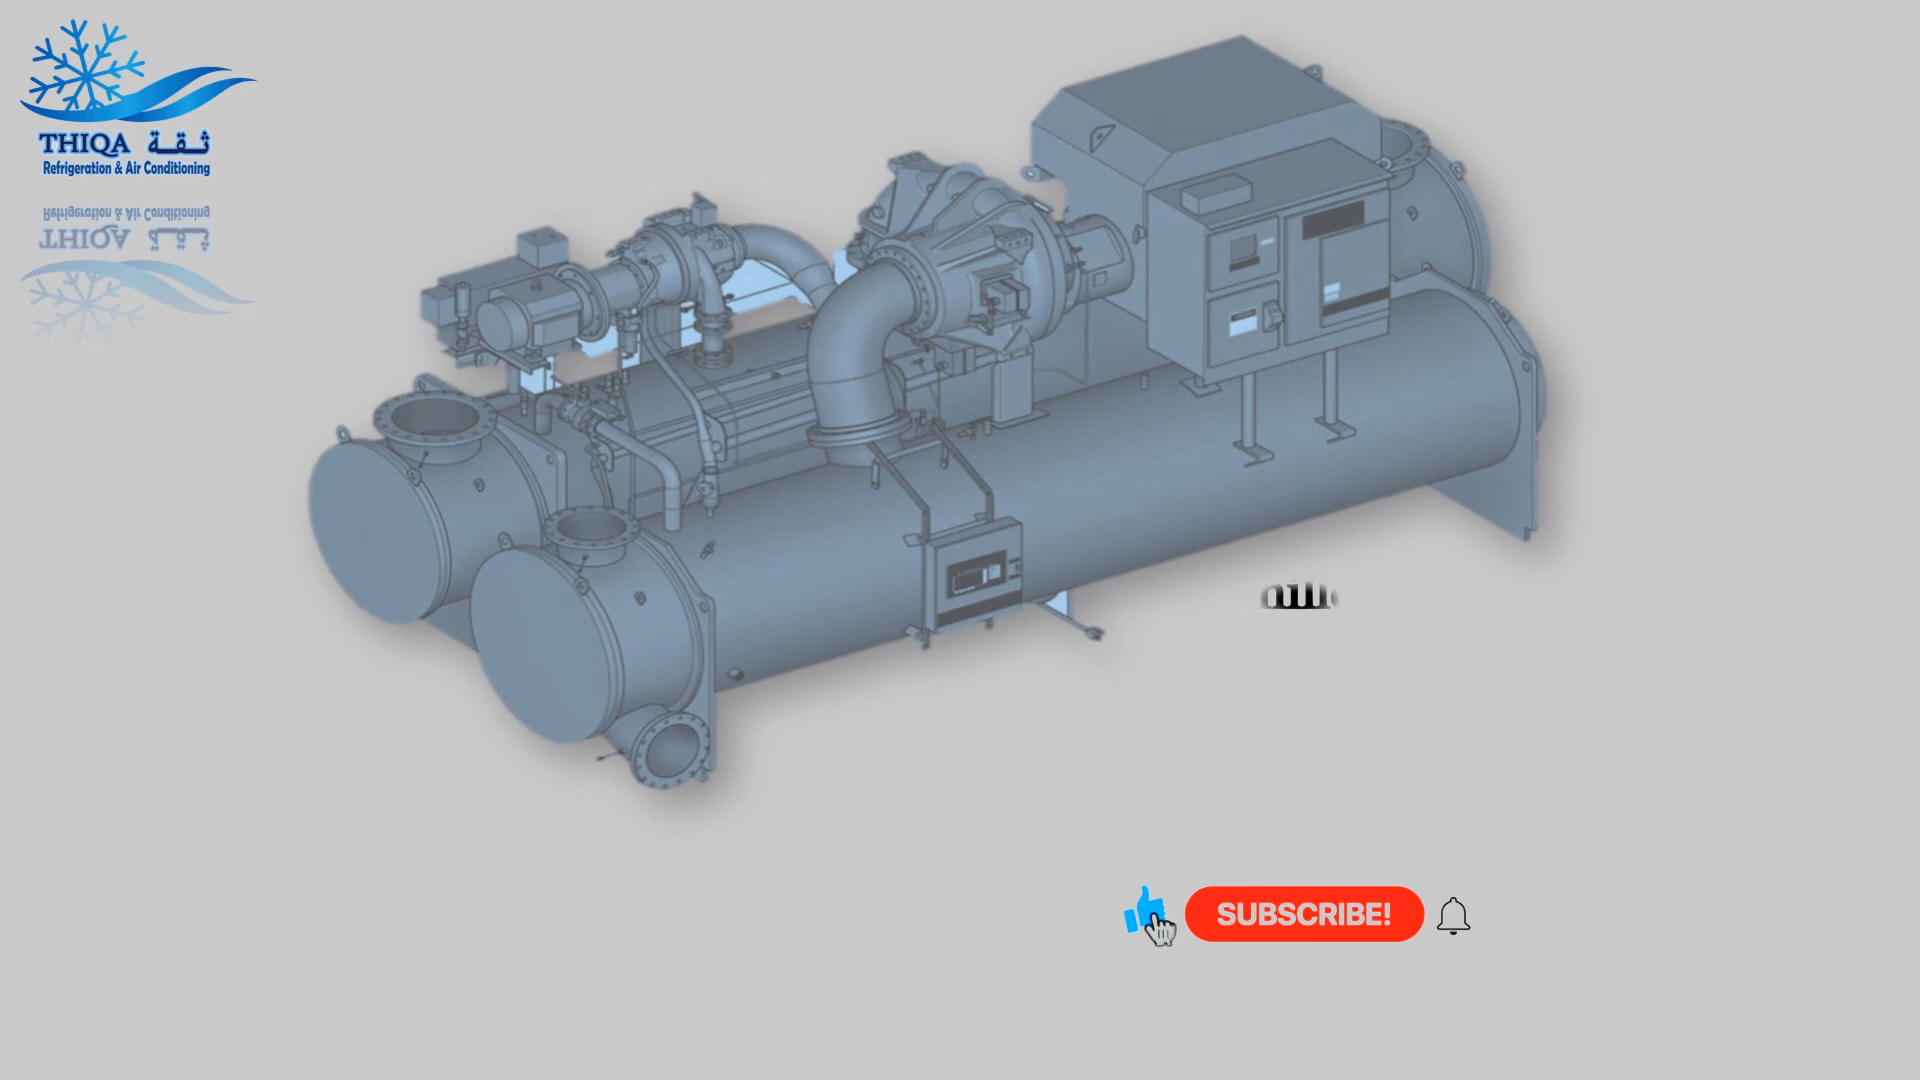 THIQA ثقة
Refrigeration & Air Conditioning
SUBSCRIBE!